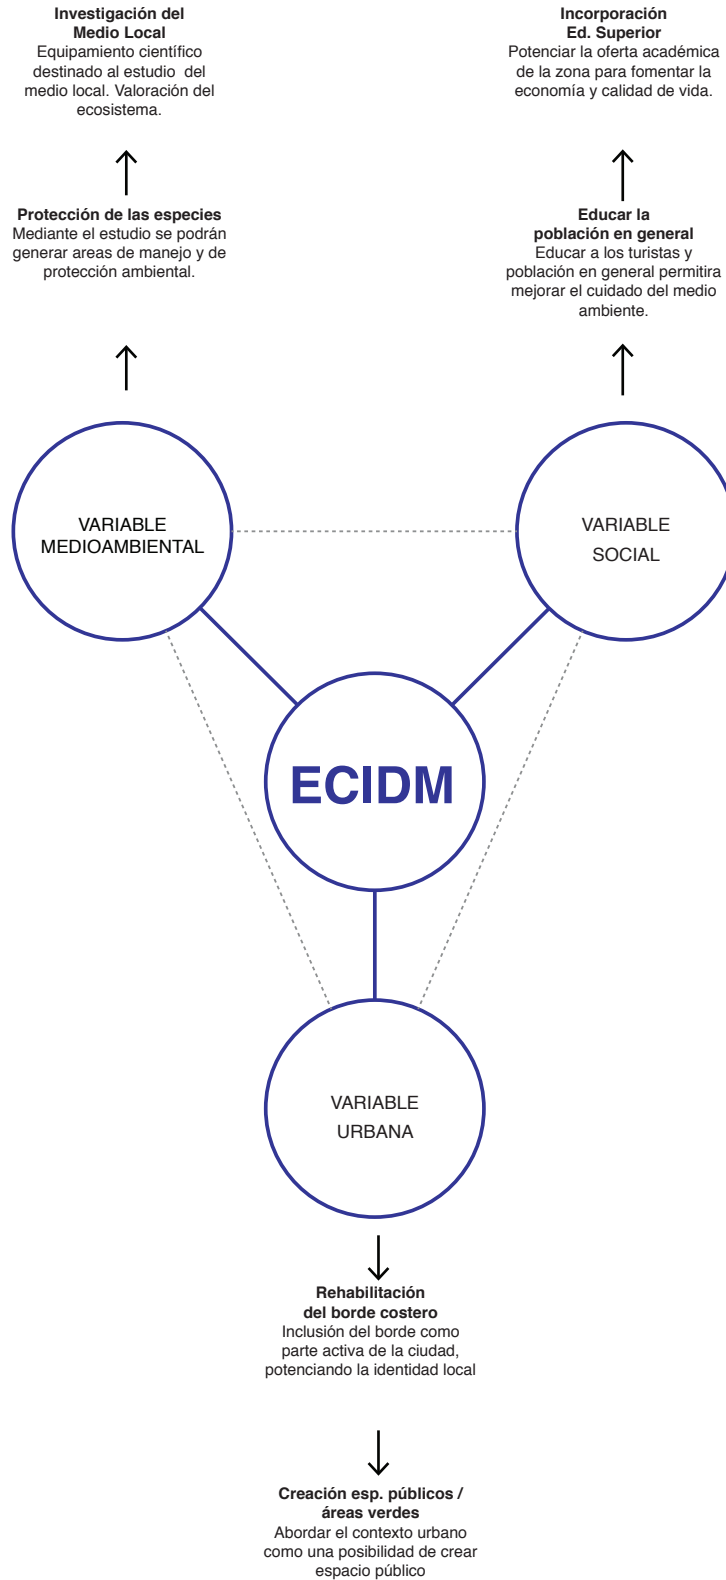 Investigación del
Medio Local
Equipamiento científico
destinado al estudio  del
medio local. Valoración del
ecosistema.
Incorporación
Ed. Superior
Potenciar la oferta académica
de la zona para fomentar la
economía y calidad de vida.
Protección de las especies
Mediante el estudio se podrán
generar areas de manejo y de
protección ambiental.
Educar la
población en general
Educar a los turistas y
población en general permitira
mejorar el cuidado del medio
ambiente.
VARIABLE
MEDIOAMBIENTAL
VARIABLE
SOCIAL
ECIDM
VARIABLE
URBANA
Rehabilitación
del borde costero
Inclusión del borde como
parte activa de la ciudad,
potenciando la identidad local
Creación esp. públicos /
áreas verdes
Abordar el contexto urbano
como una posibilidad de crear
espacio público